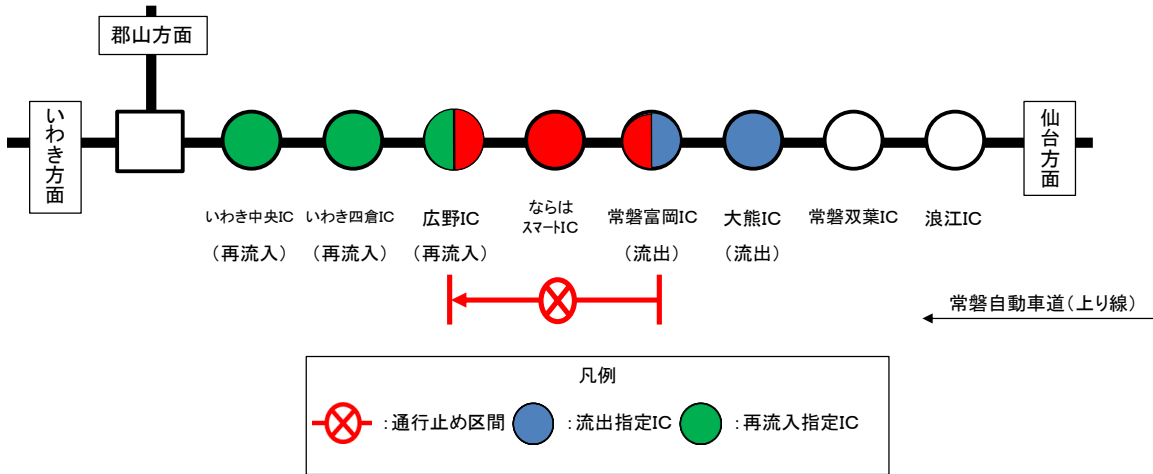 郡山方面
いわき方面
仙台方面
いわき中央IC
(再流入)
いわき四倉IC
(再流入)
広野IC
(再流入)
ならは
スマートIC
常磐富岡IC
(流出)
大熊IC
(流出)
常磐双葉IC
浪江IC
常磐自動車道(上り線)
凡例
:通行止め区間
:流出指定IC
:再流入指定IC